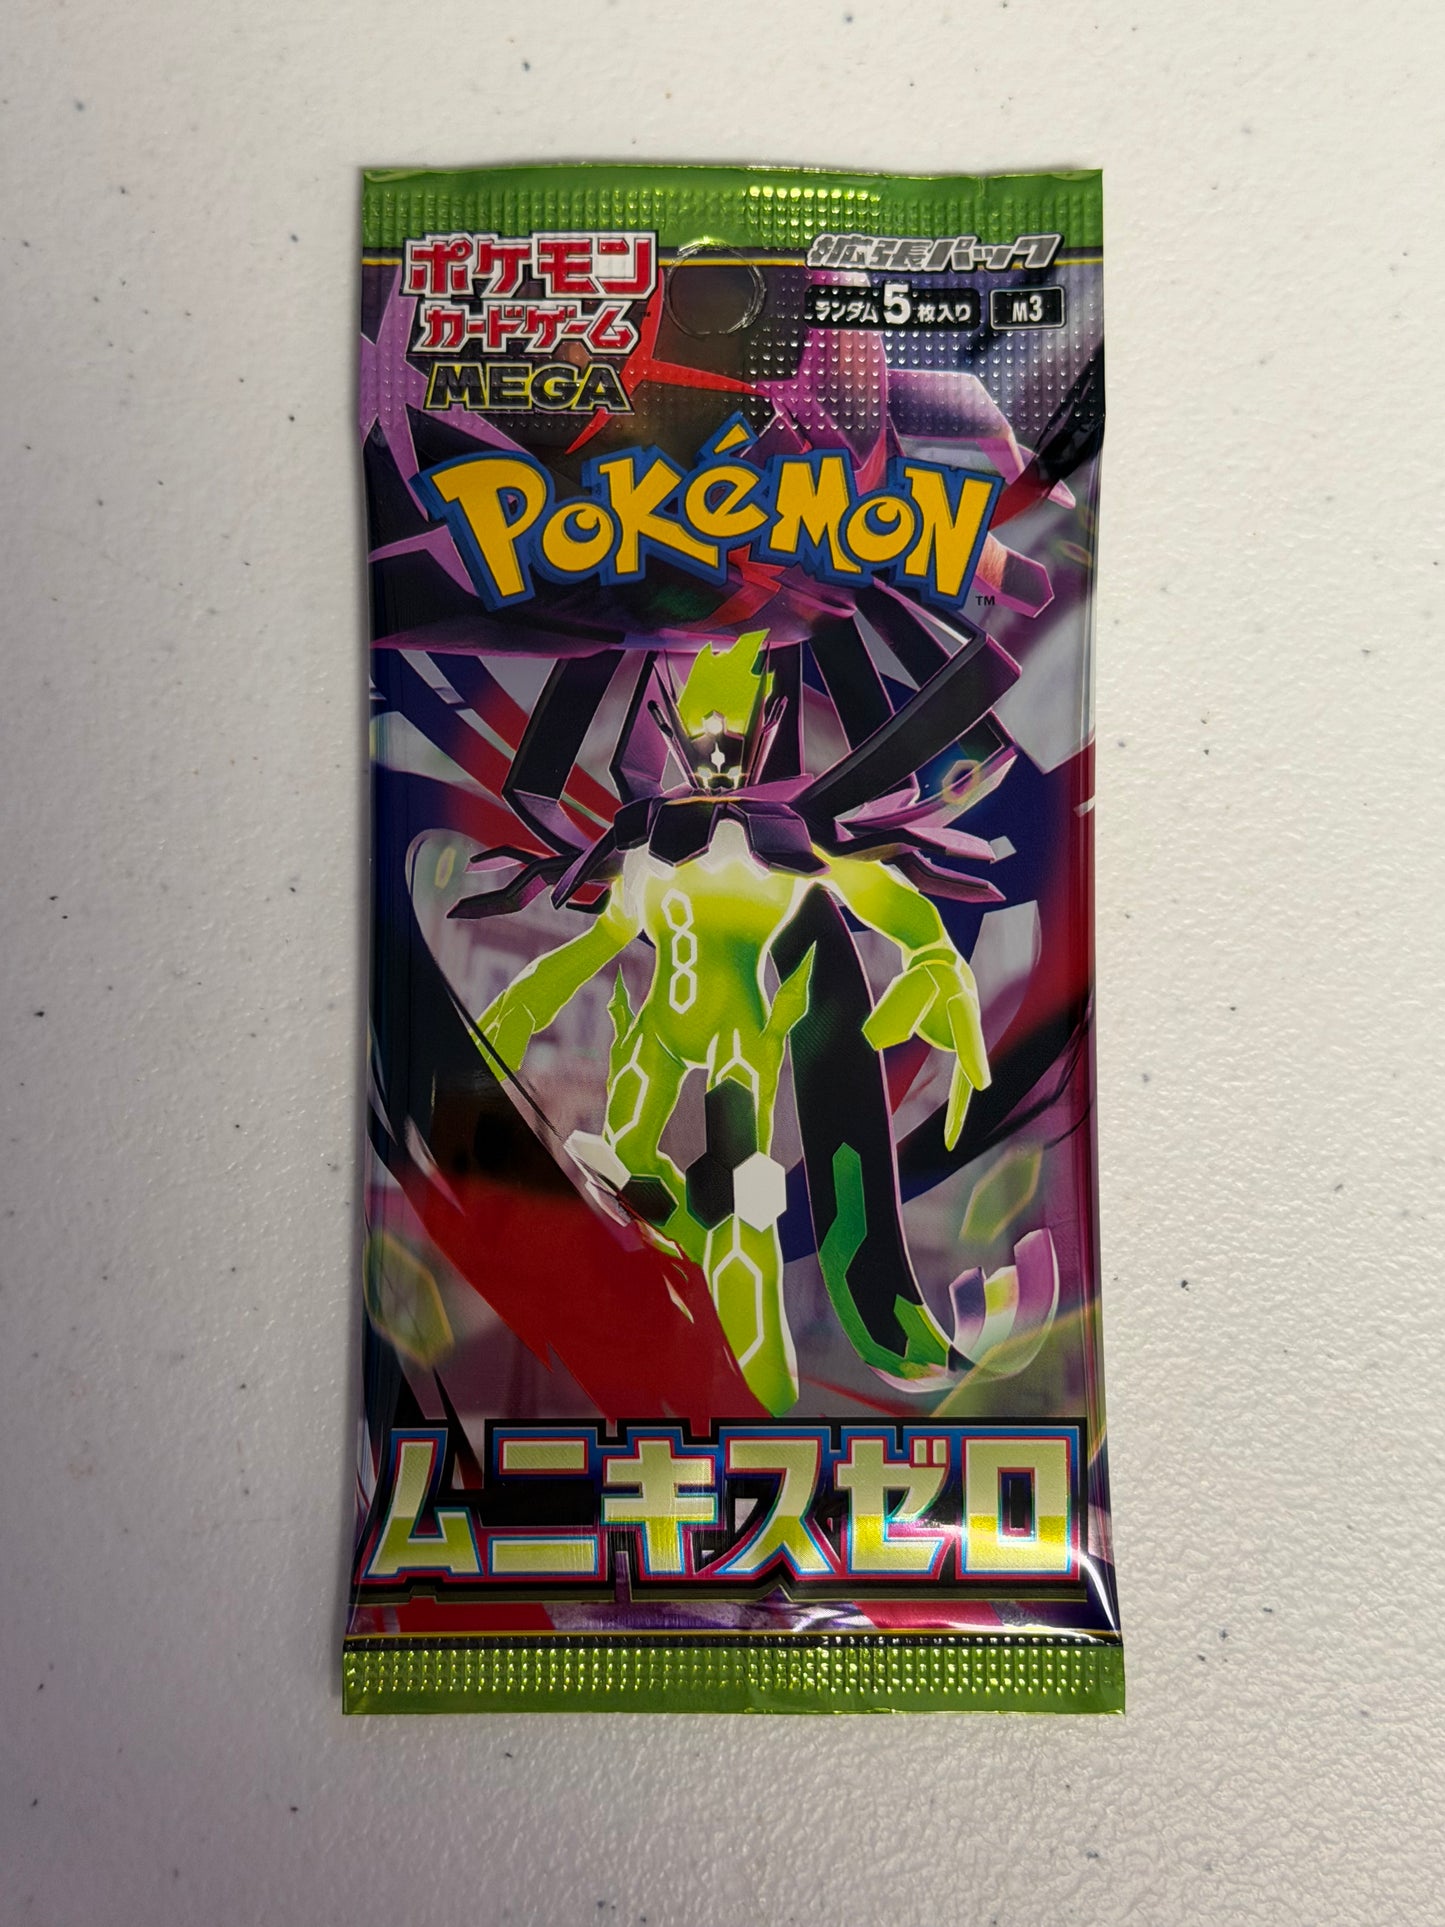 ポケモン
カードゲーム
MEGA
拡張パック
ランダム5枚入り
M3
POKéMON
TM
ムニキスゼロ